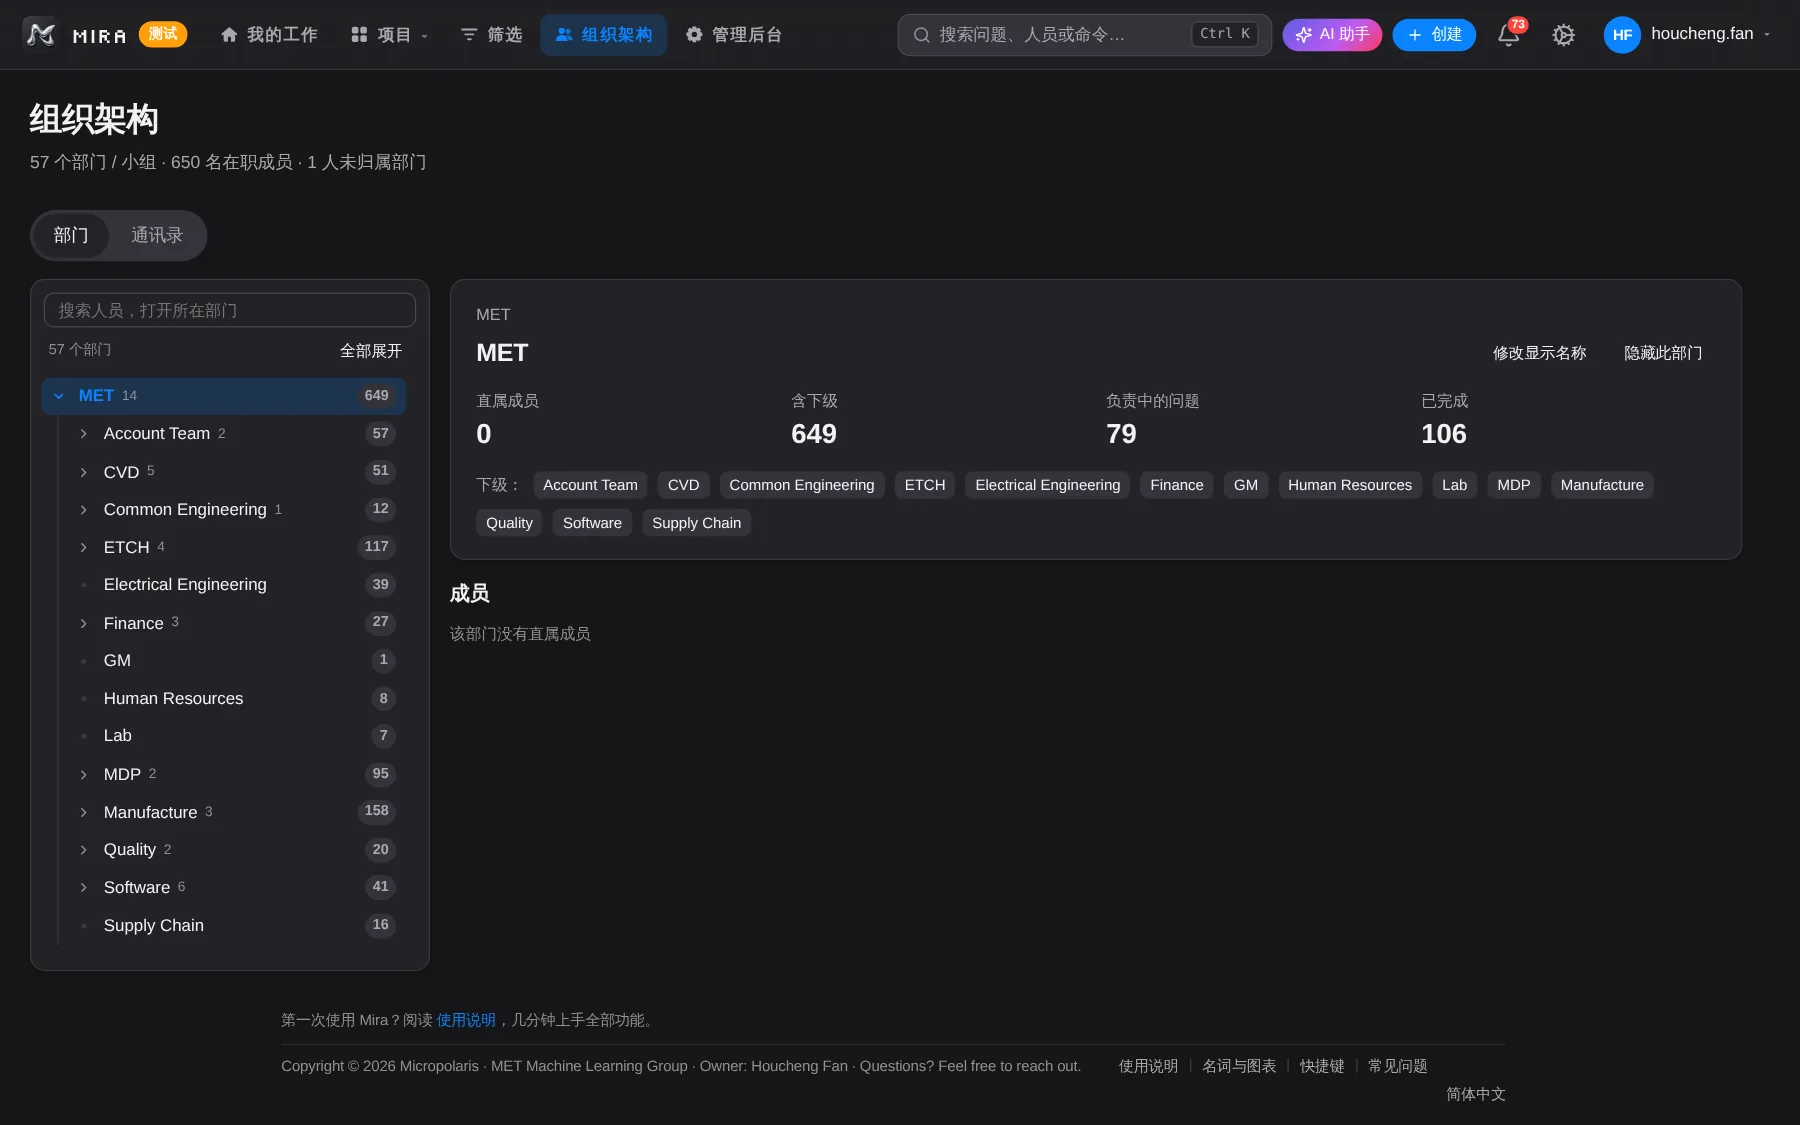 MIRA 测试 我的工作 项目 筛选 组织架构 管理后台 搜索问题、人员或命令... Ctrl K AI 助手 创建 73 HF houcheng.fan
组织架构
57 个部门 / 小组 · 650 名在职成员 · 1 人未归属部门
部门 通讯录
搜索人员，打开所在部门
57 个部门 全部展开
MET 14 649
Account Team 2 57
CVD 5 51
Common Engineering 1 12
ETCH 4 117
Electrical Engineering 39
Finance 3 27
GM 1
Human Resources 8
Lab 7
MDP 2 95
Manufacture 3 158
Quality 2 20
Software 6 41
Supply Chain 16
MET
MET 修改显示名称 隐藏此部门
直属成员 含下级 负责中的问题 已完成
0 649 79 106
下级： Account Team CVD Common Engineering ETCH Electrical Engineering Finance GM Human Resources Lab MDP Manufacture
Quality Software Supply Chain
成员
该部门没有直属成员
第一次使用 Mira？阅读 使用说明，几分钟上手全部功能。
Copyright © 2026 Micropolaris · MET Machine Learning Group · Owner: Houcheng Fan · Questions? Feel free to reach out. 使用说明 名词与图表 快捷键 常见问题
简体中文